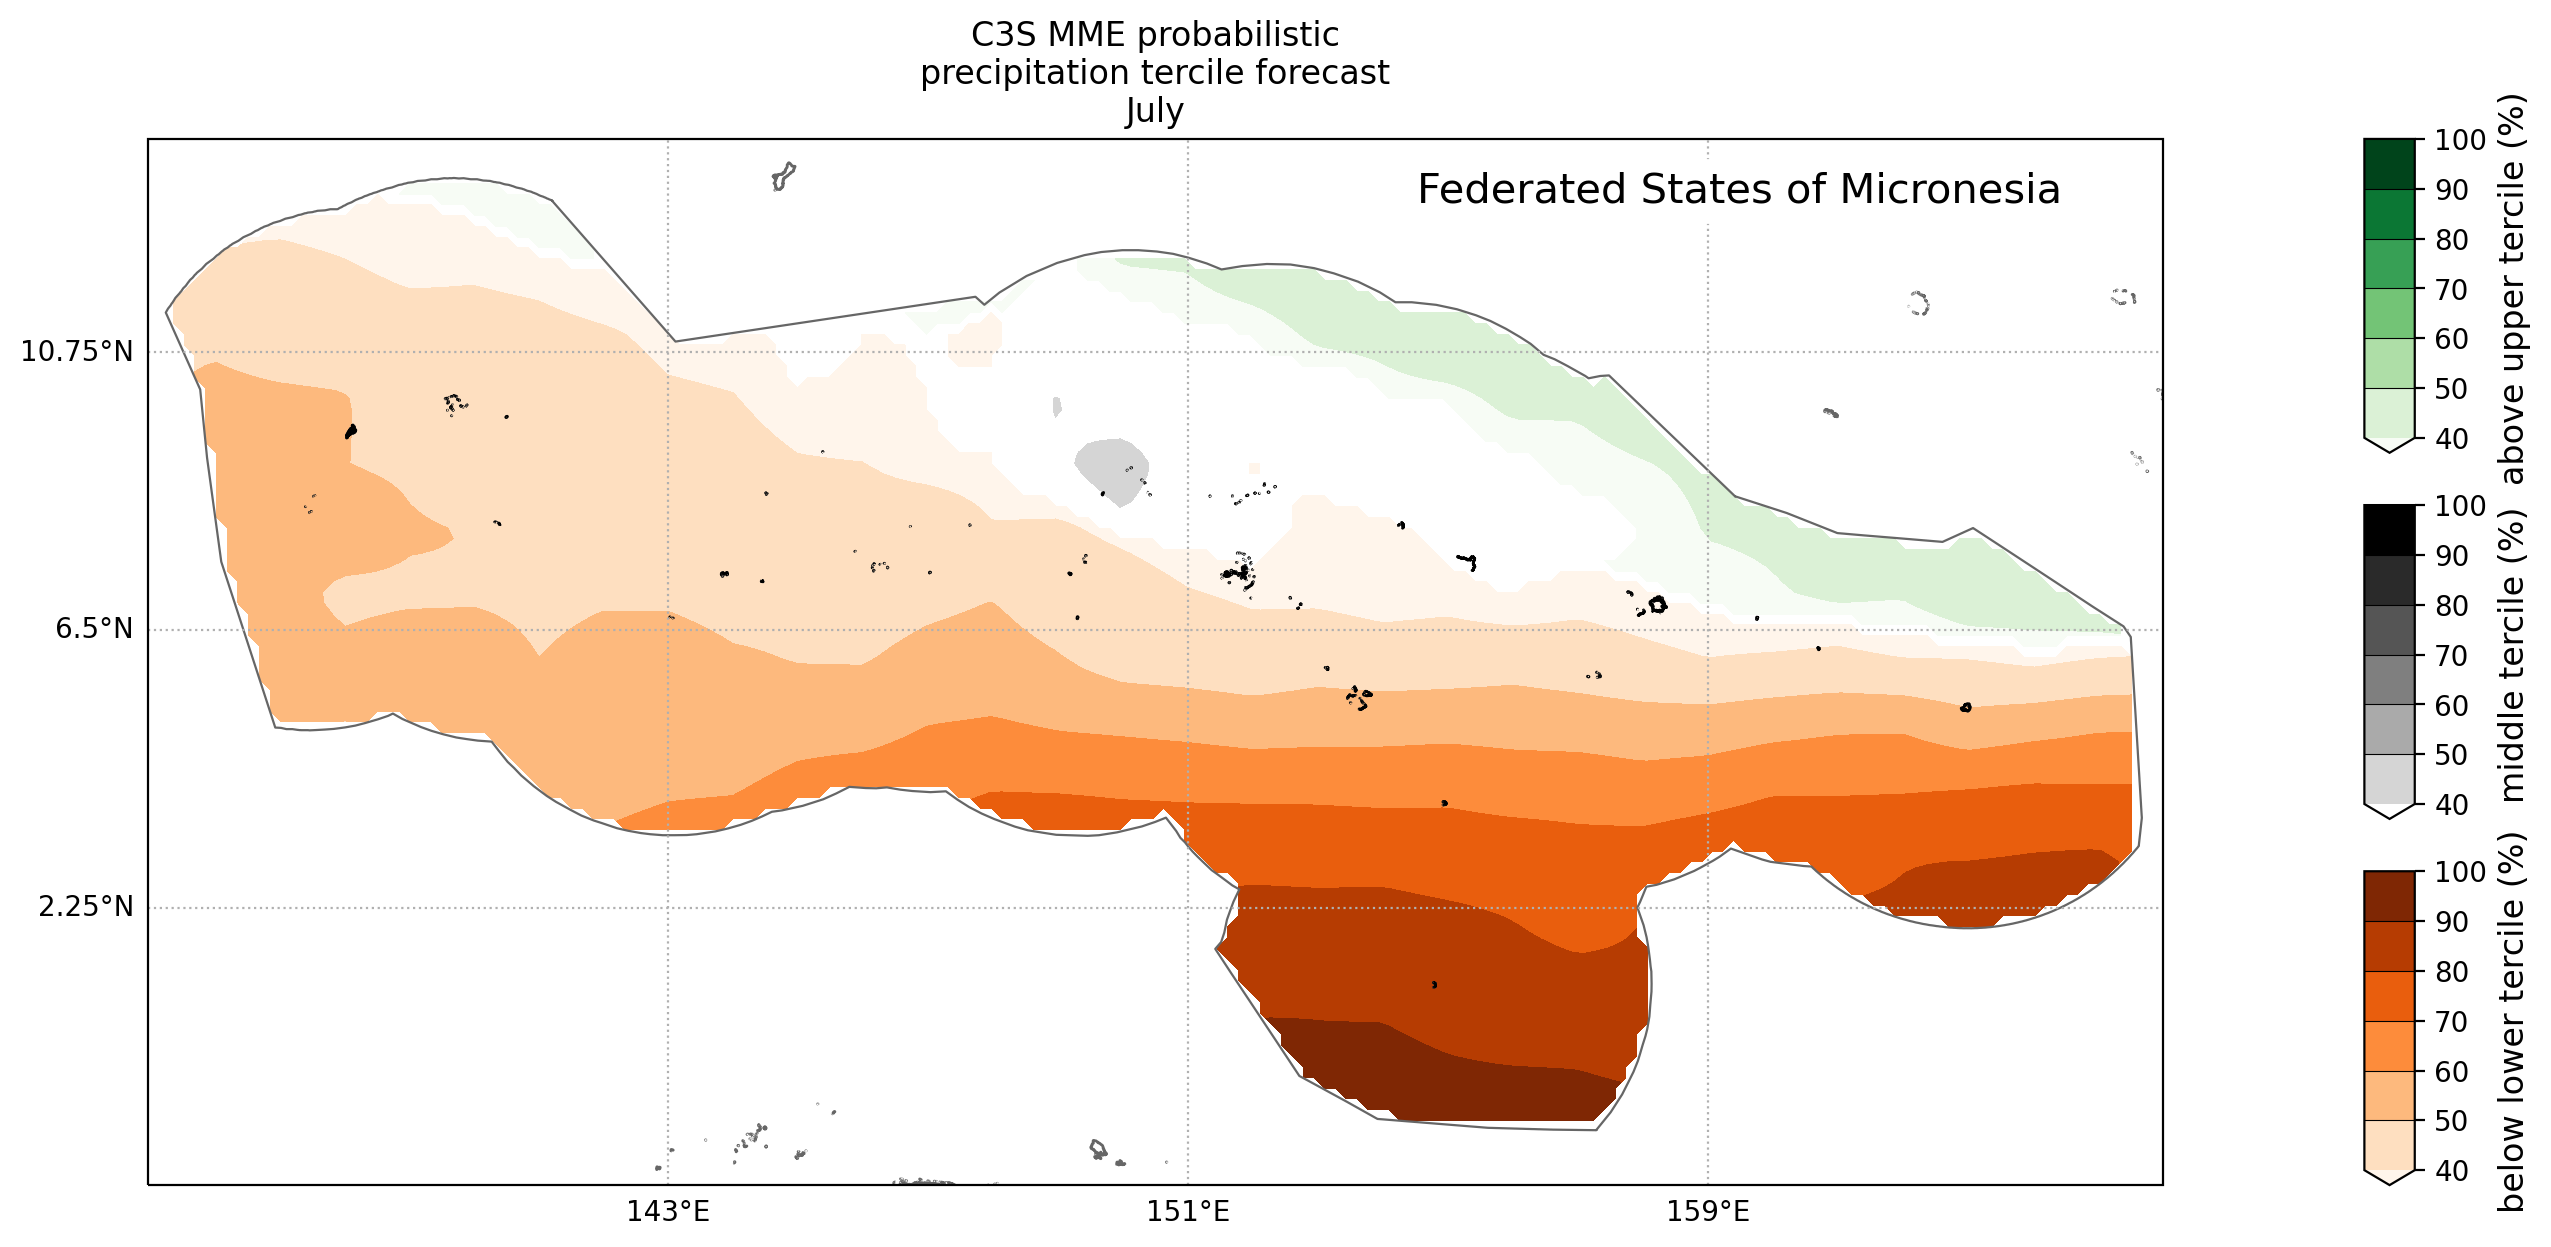 C3S MME probabilistic
precipitation tercile forecast
July
Federated States of Micronesia
10.75°N
6.5°N
2.25°N
143°E
151°E
159°E
100
90
80
70
60
50
40
above upper tercile (%)
100
90
80
70
60
50
40
middle tercile (%)
100
90
80
70
60
50
40
below lower tercile (%)